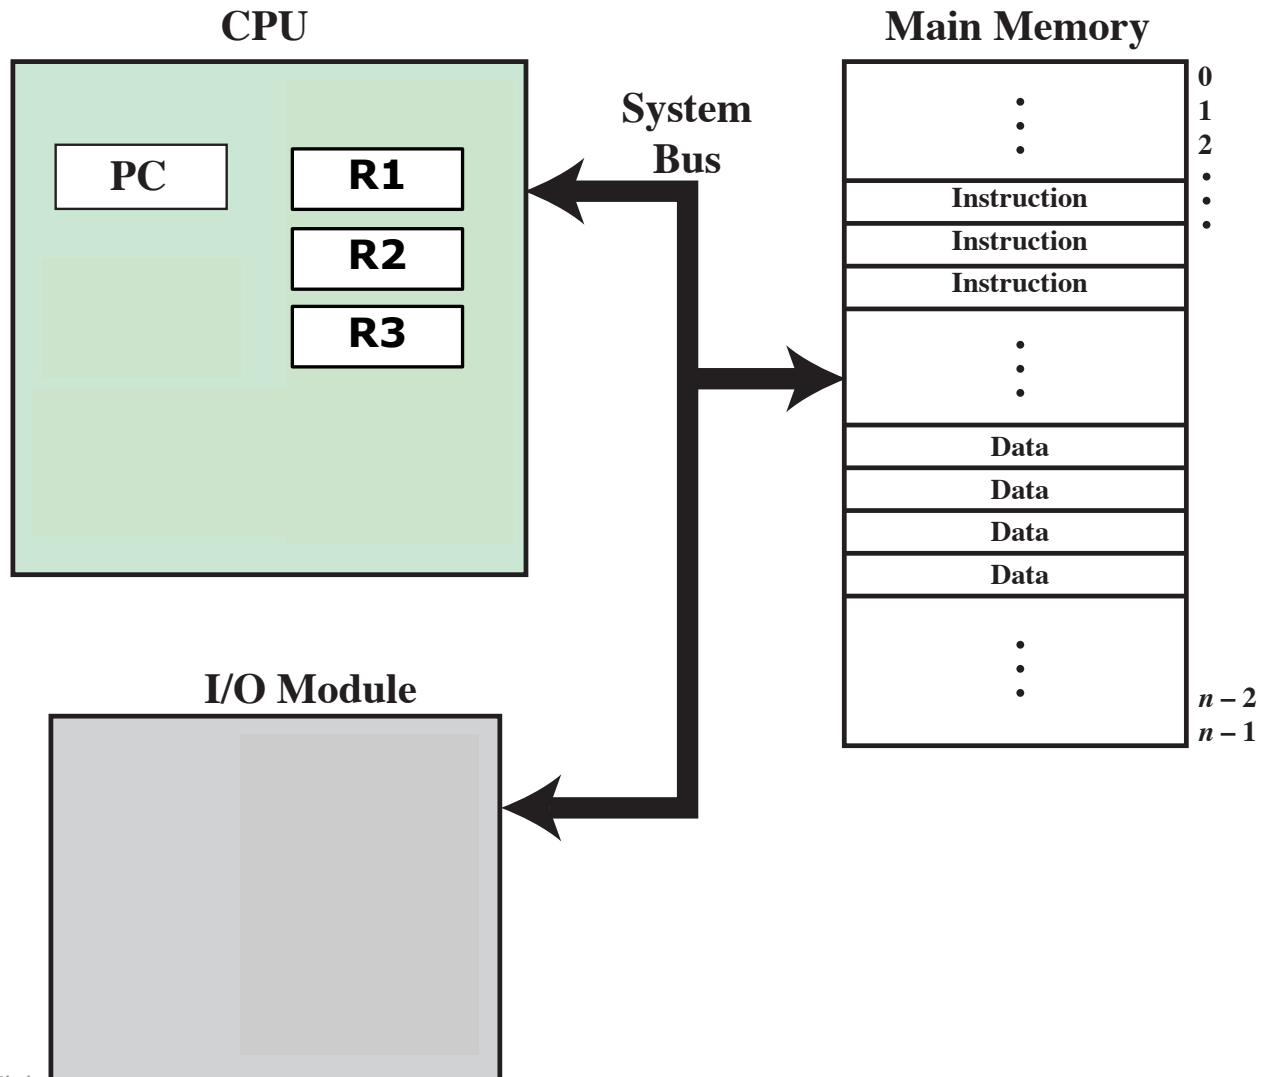 CPU
PC
R1
R2
R3
System
Bus
Main Memory
0
1
2
Instruction
Instruction
Instruction
Data
Data
Data
Data
n – 2
n – 1
I/O Module